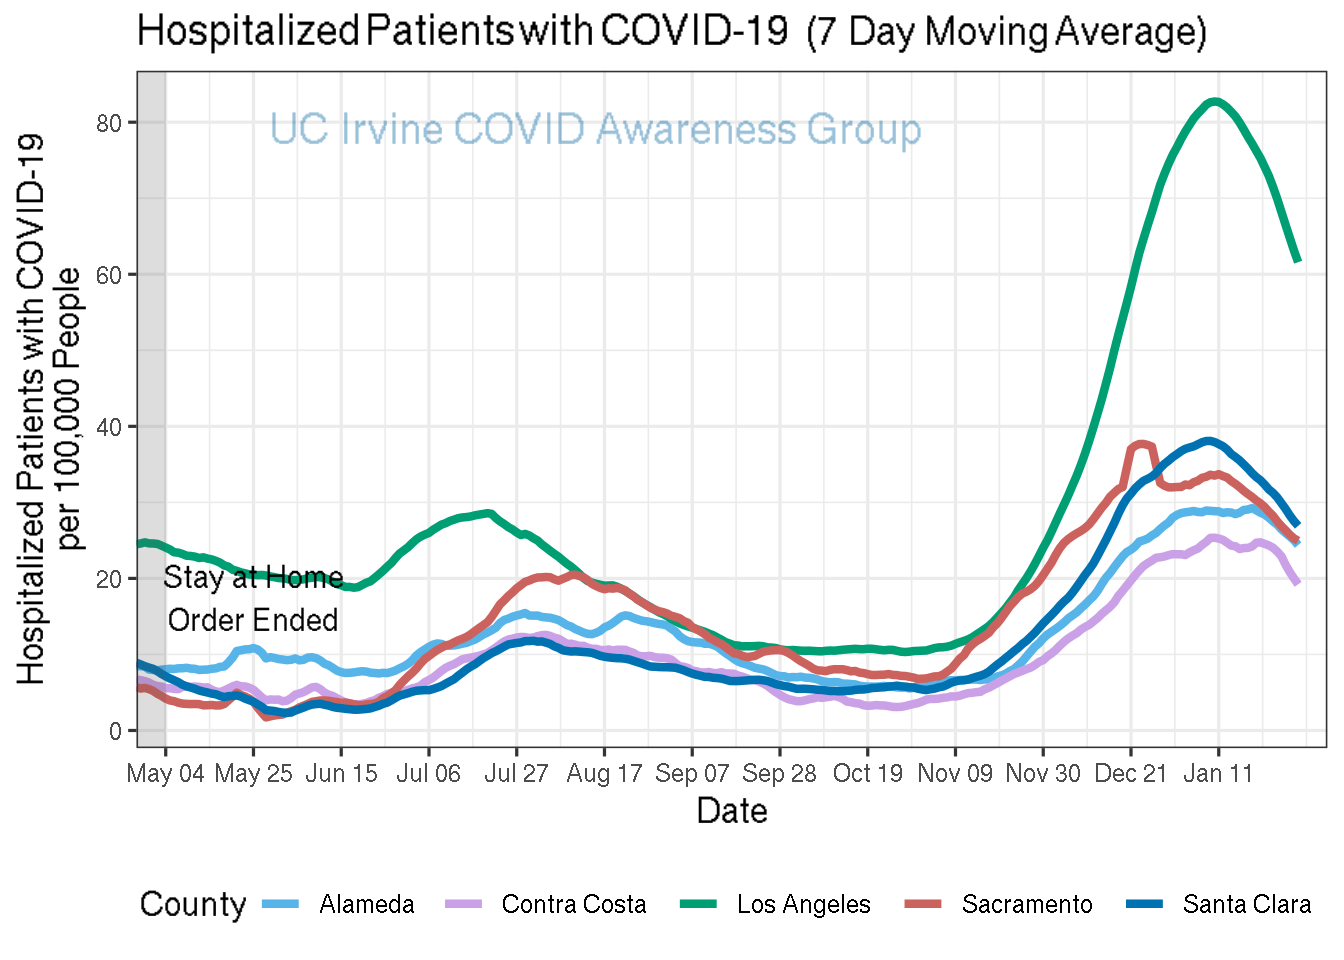 Hospitalized Patients with COVID-19 (7 Day Moving Average)
UC Irvine COVID Awareness Group
Hospitalized Patients with COVID-19
per 100,000 People
80
60
40
20
0
Stay at Home
Order Ended
May 04 May 25 Jun 15 Jul 06 Jul 27 Aug 17 Sep 07 Sep 28 Oct 19 Nov 09 Nov 30 Dec 21 Jan 11
Date
County Alameda Contra Costa Los Angeles Sacramento Santa Clara